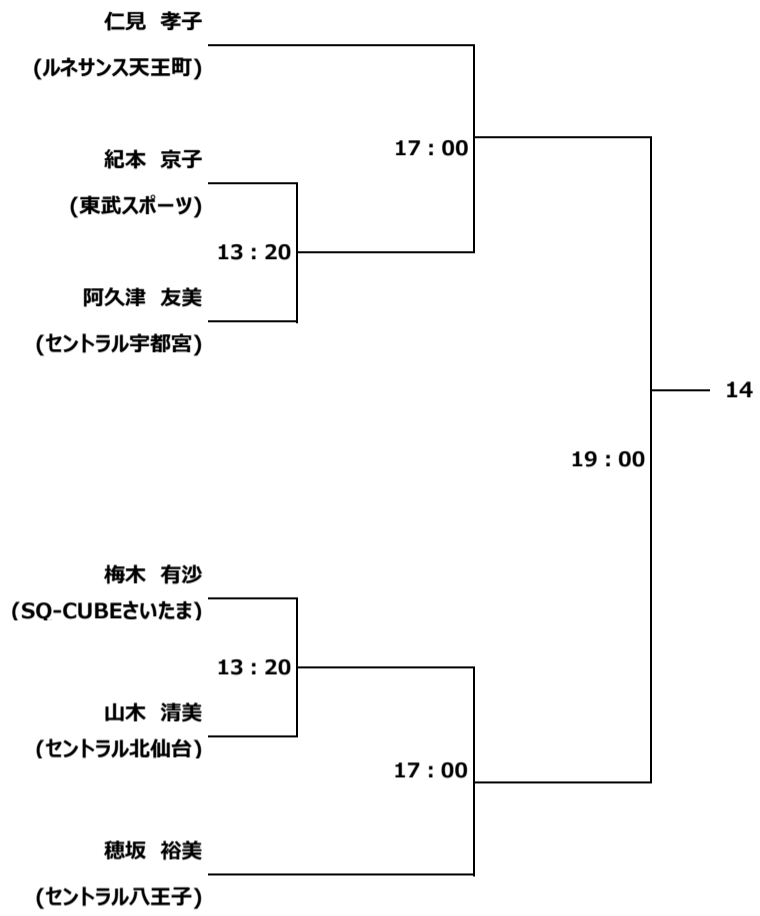 仁見 孝子
(ルネサンス天王町)
17：00
紀本 京子
(東武スポーツ)
13：20
阿久津 友美
(セントラル宇都宮)
14
19：00
梅木 有沙
(SQ-CUBEさいたま)
13：20
山木 清美
(セントラル北仙台)
17：00
穂坂 裕美
(セントラル八王子)